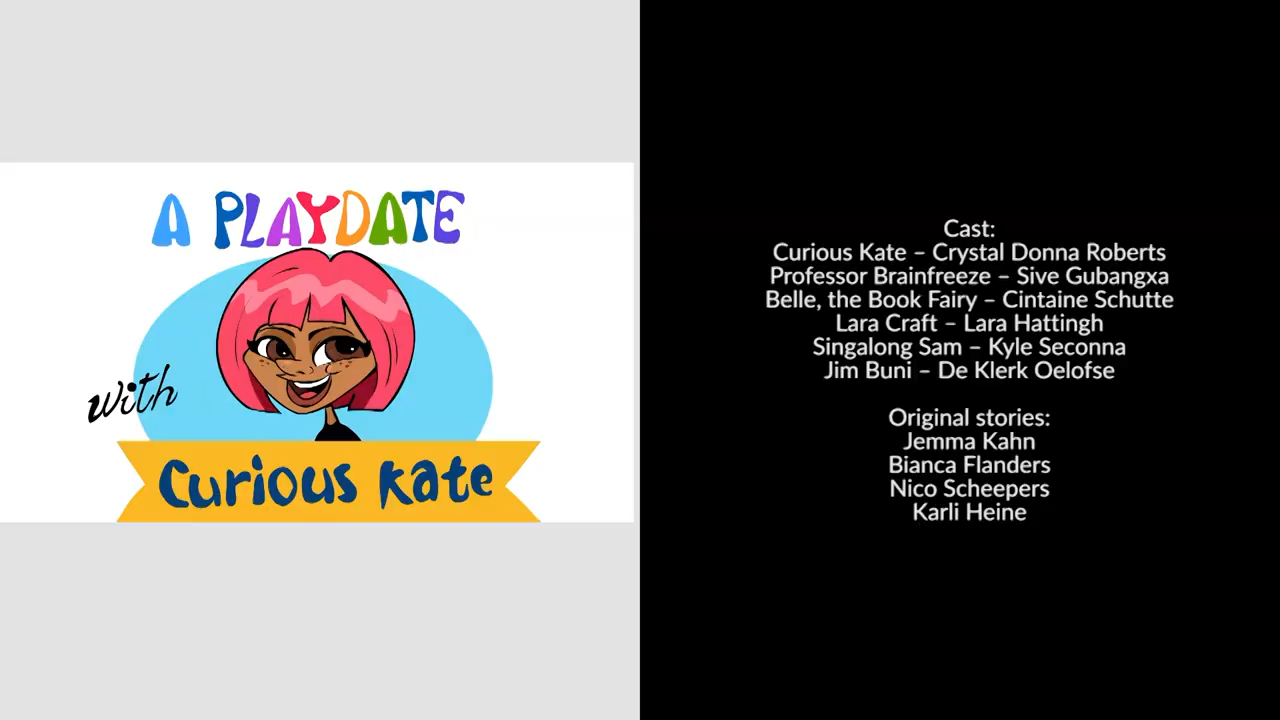 A PLAYDATE
with
Curious Kate
Cast:
Curious Kate – Crystal Donna Roberts
Professor Brainfreeze – Sive Gubangxa
Belle, the Book Fairy – Cintaine Schutte
Lara Craft – Lara Hattingh
Singalong Sam – Kyle Seconna
Jim Buni – De Klerk Oelofse
Original stories:
Jemma Kahn
Bianca Flanders
Nico Scheepers
Karli Heine